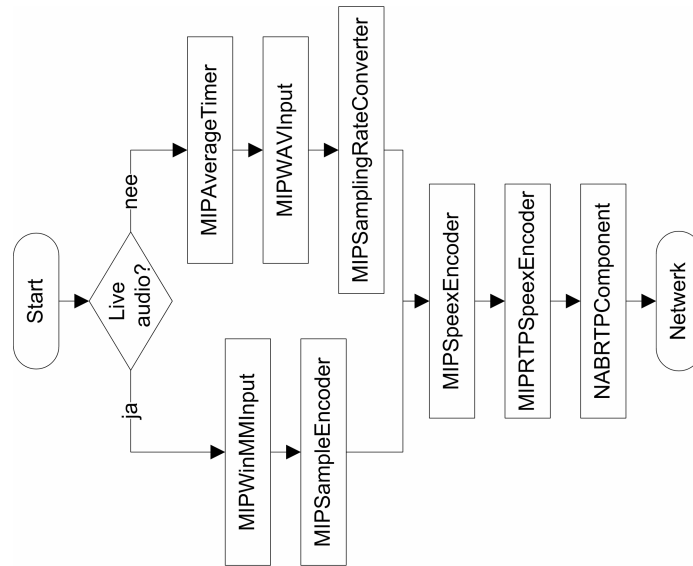 Start
Live
audio?
ja
nee
MIPWinMMInput
MIPSampleEncoder
MIPAverageTimer
MIPWAVInput
MIPSamplingRateConverter
MIPSpeexEncoder
MIPRTPSpeexEncoder
NABRTPComponent
Netwerk